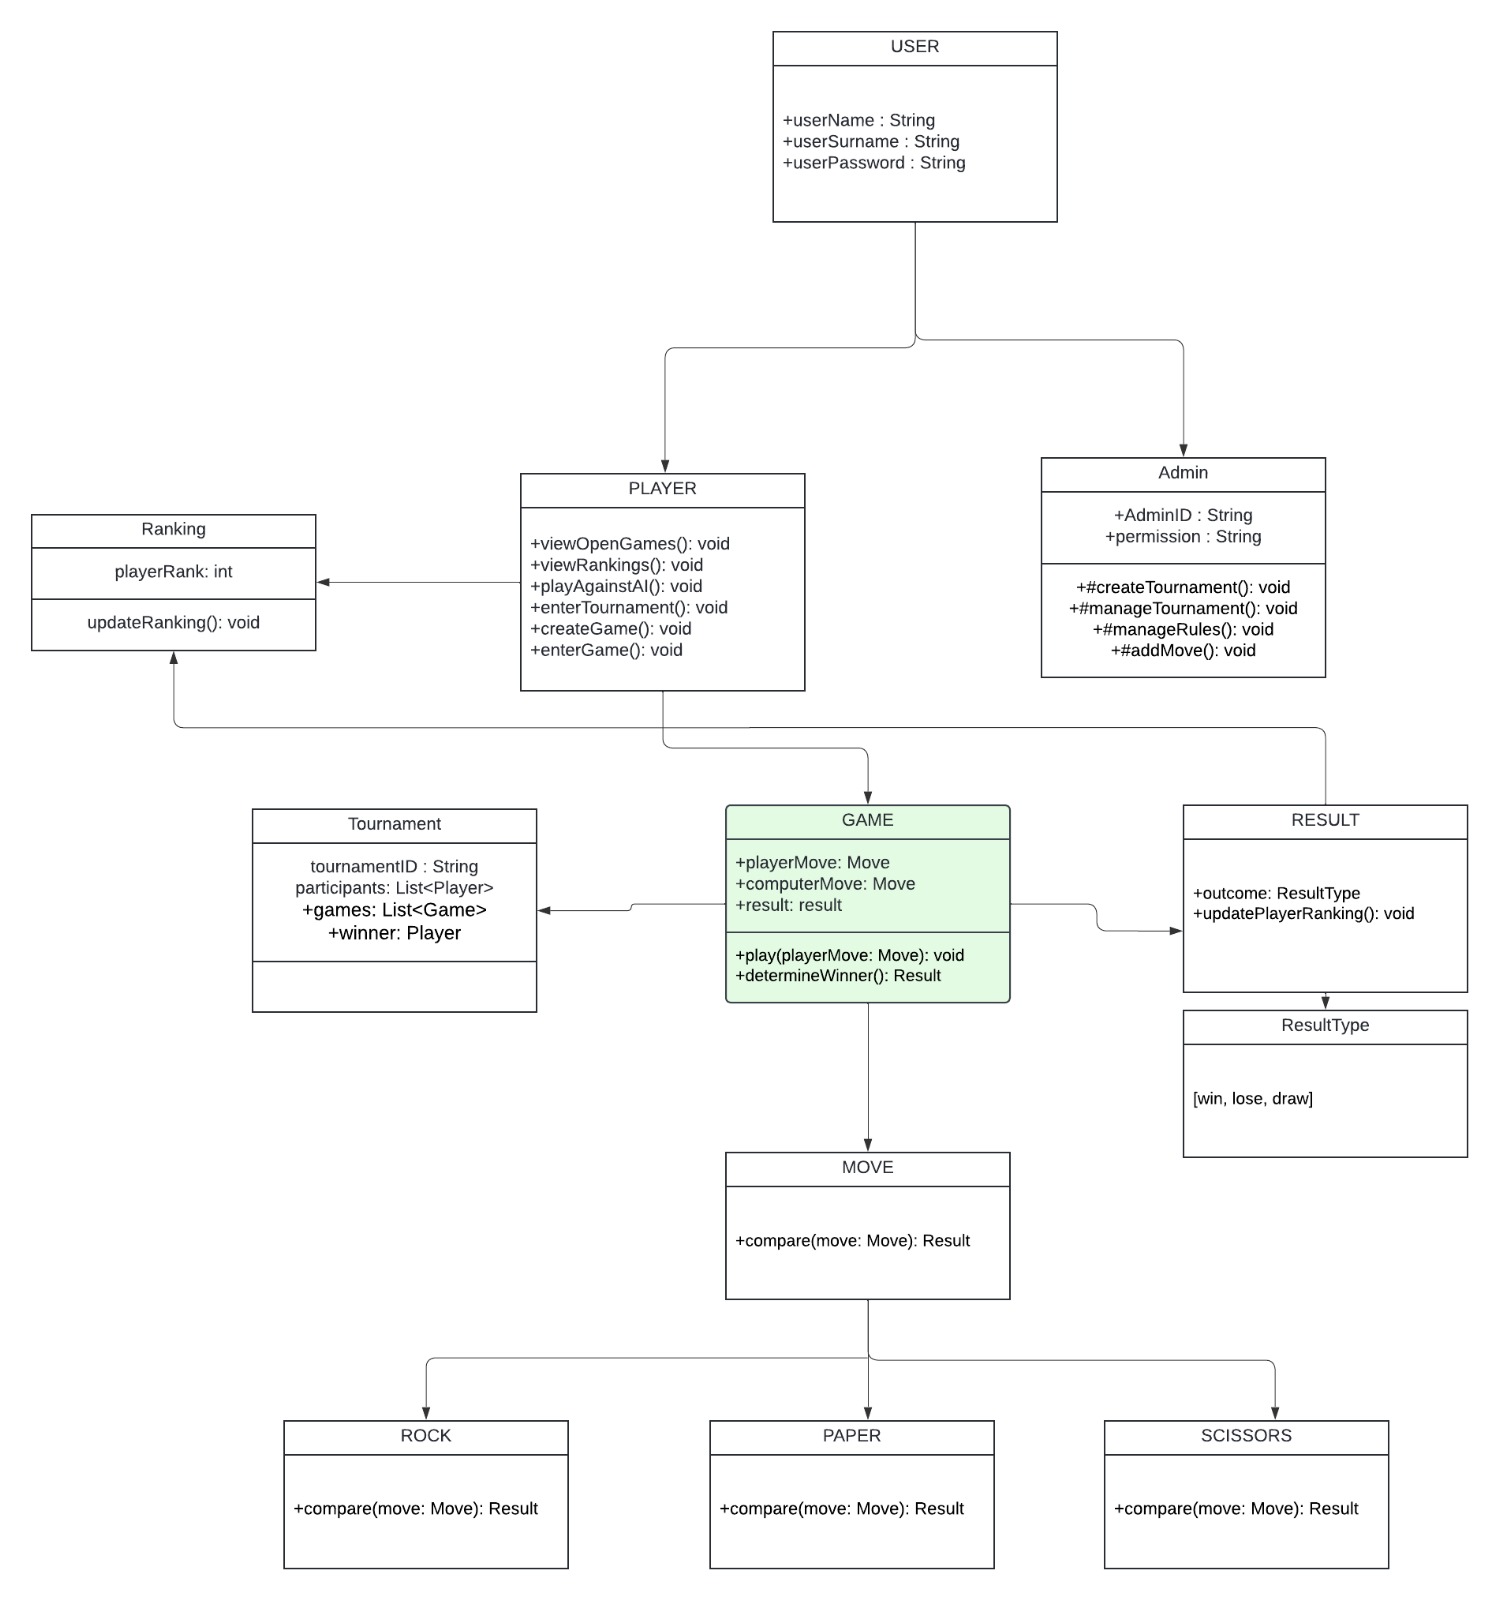 USER
+userName : String
+userSurname : String
+userPassword : String
PLAYER
+viewOpenGames(): void
+viewRankings(): void
+playAgainstAI(): void
+enterTournament(): void
+createGame(): void
+enterGame(): void
Admin
+AdminID : String
+permission : String
+#createTournament(): void
+#manageTournament(): void
+#manageRules(): void
+#addMove(): void
Ranking
playerRank: int
updateRanking(): void
Tournament
tournamentID : String
participants: List<Player>
+games: List<Game>
+winner: Player
GAME
+playerMove: Move
+computerMove: Move
+result: result
+play(playerMove: Move): void
+determineWinner(): Result
RESULT
+outcome: ResultType
+updatePlayerRanking(): void
ResultType
[win, lose, draw]
MOVE
+compare(move: Move): Result
ROCK
+compare(move: Move): Result
PAPER
+compare(move: Move): Result
SCISSORS
+compare(move: Move): Result